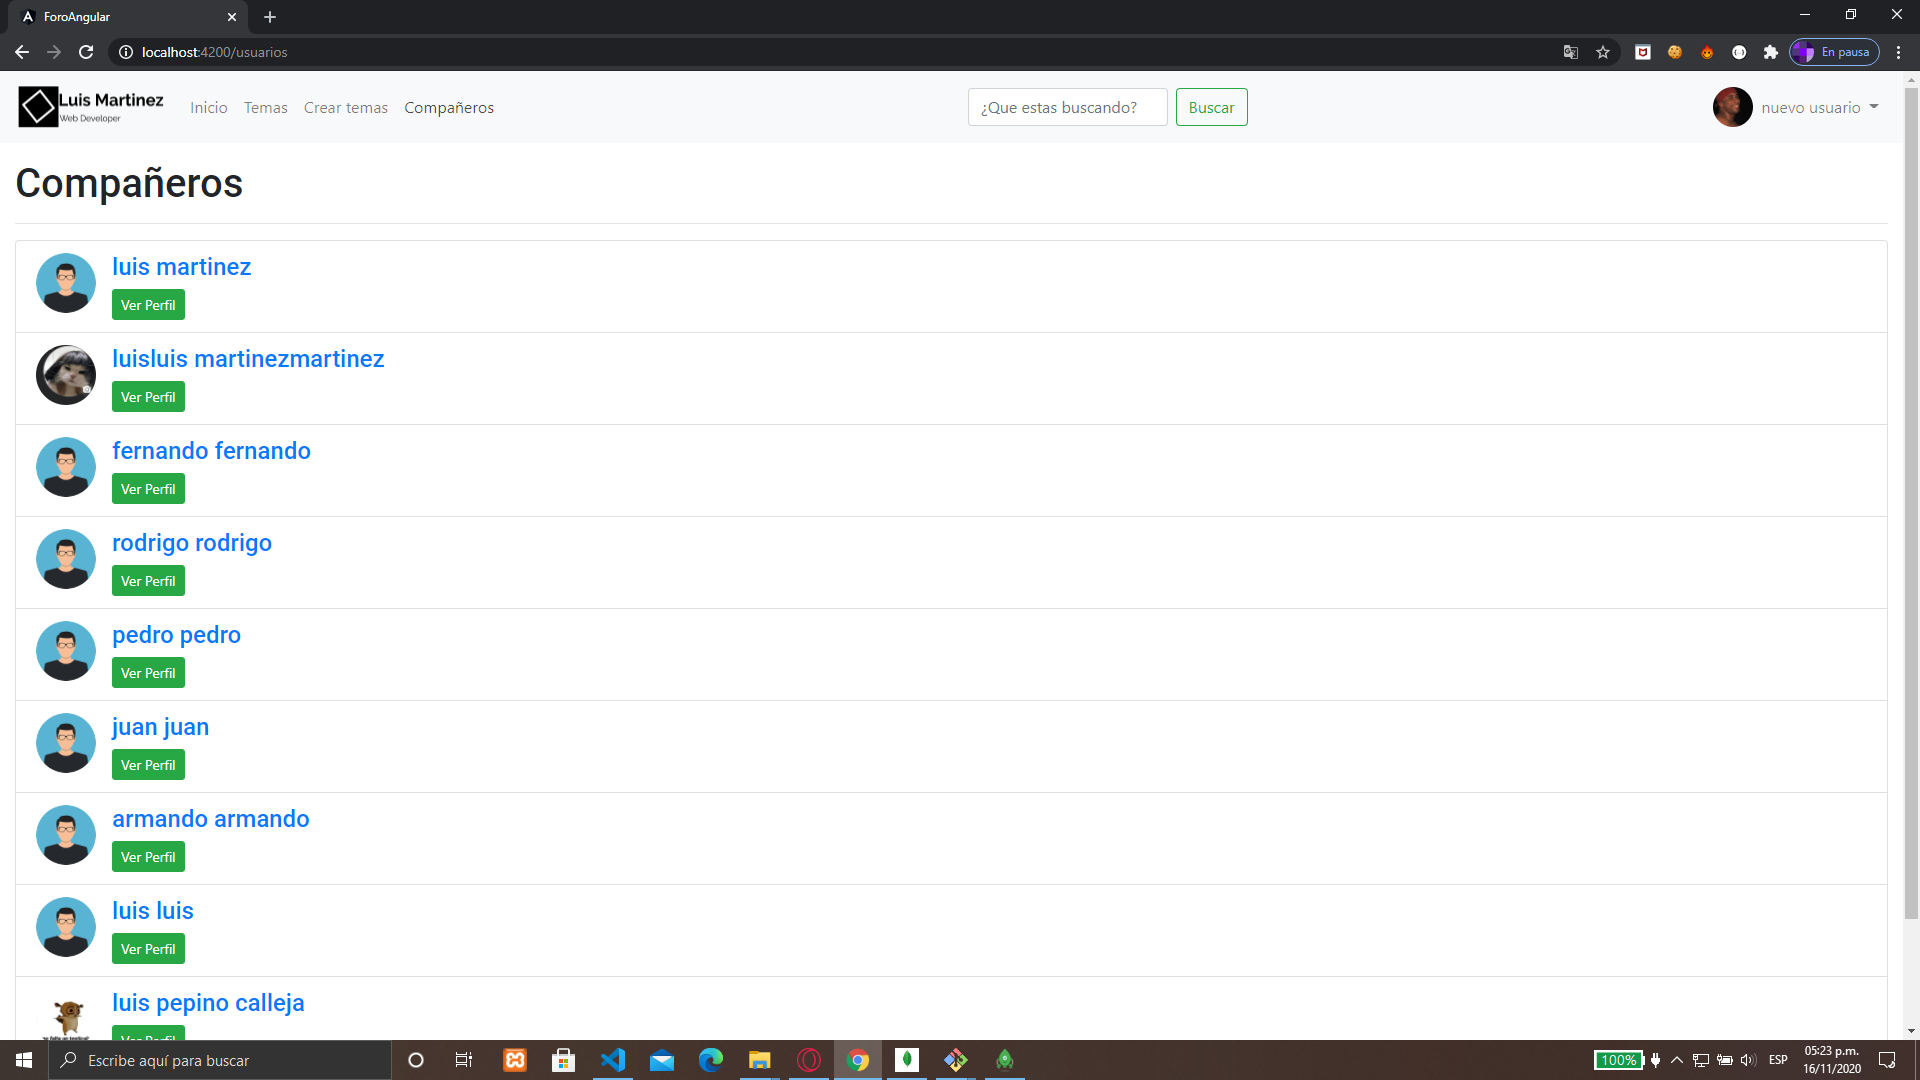 ForoAngular
localhost:4200/usuarios
En pausa
Luis Martinez
Web Developer
Inicio
Temas
Crear temas
Compañeros
¿Que estas buscando?
Buscar
nuevo usuario
Compañeros
luis martinez
Ver Perfil
luisluis martinezmartinez
Ver Perfil
fernando fernando
Ver Perfil
rodrigo rodrigo
Ver Perfil
pedro pedro
Ver Perfil
juan juan
Ver Perfil
armando armando
Ver Perfil
luis luis
Ver Perfil
luis pepino calleja
Ver Perfil
Escribe aquí para buscar
100%
ESP
05:23 p.m.
16/11/2020